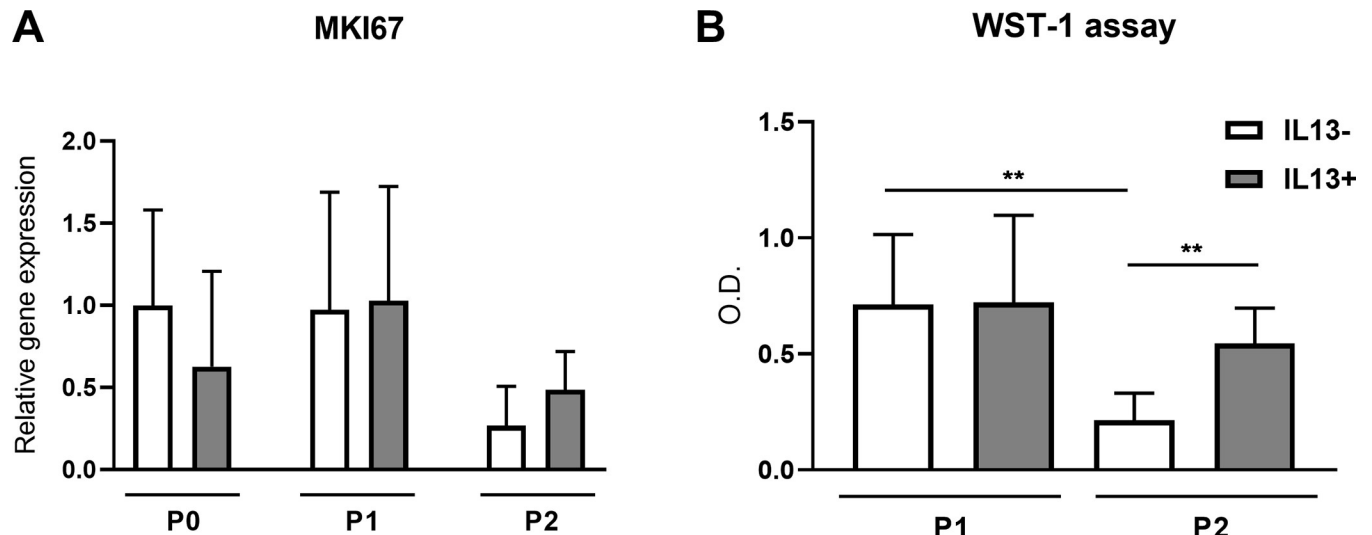 A
MKI67
2.0
1.5
1.0
0.5
0.0
Relative gene expression
P0
P1
P2
B
WST-1 assay
IL13-
IL13+
1.5
1.0
0.5
0.0
O.D.
**
**
P1
P2